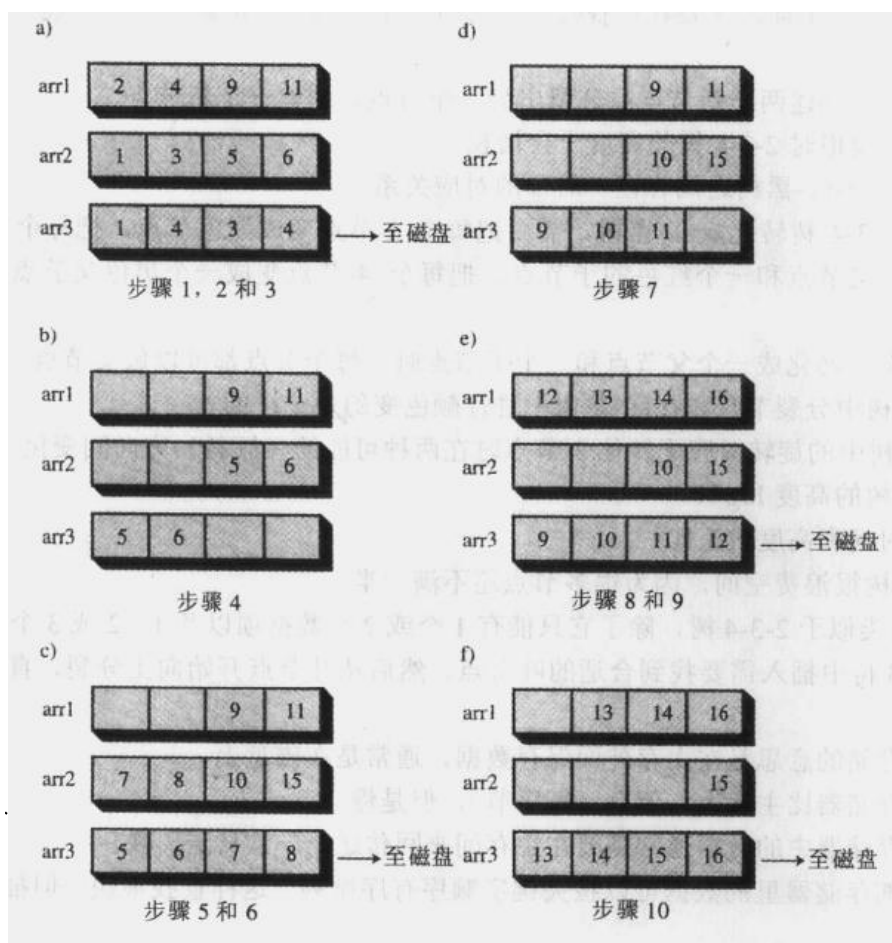 a)
arr1 2 4 9 11
arr2 1 3 5 6
arr3 1 4 3 4 至磁盘
步骤 1，2 和 3
b)
arr1 9 11
arr2 5 6
arr3 5 6
步骤 4
c)
arr1 9 11
arr2 7 8 10 15
arr3 5 6 7 8 至磁盘
步骤 5 和 6
d)
arr1 9 11
arr2 10 15
arr3 9 10 11
步骤 7
e)
arr1 12 13 14 16
arr2 10 15
arr3 9 10 11 12 至磁盘
步骤 8 和 9
f)
arr1 13 14 16
arr2 15
arr3 13 14 15 16 至磁盘
步骤 10